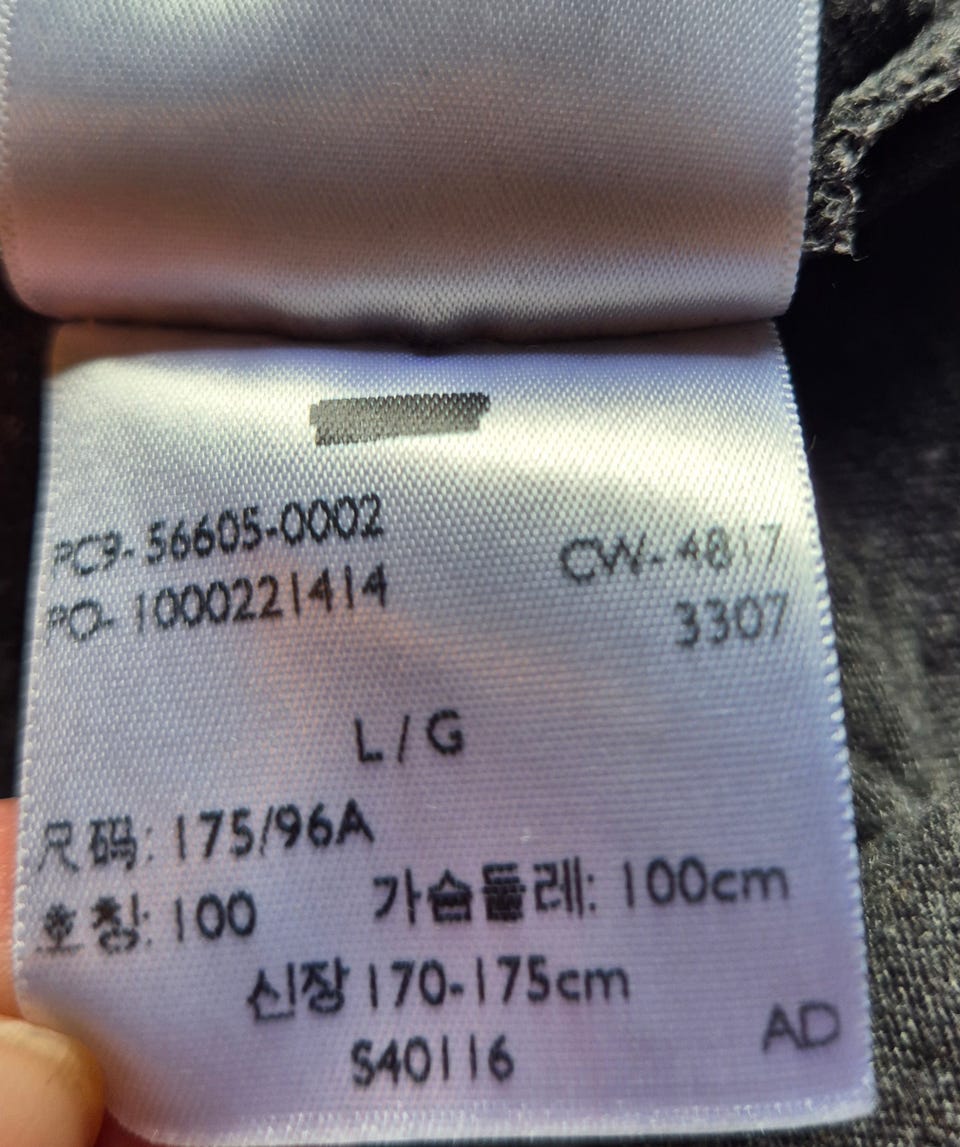 PC9-56605-0002
CW-4817
PO-1000221414
3307
L/G
尺码: 175/96A
호칭: 100 가슴둘레: 100cm
신장 170-175cm
S40116
AD